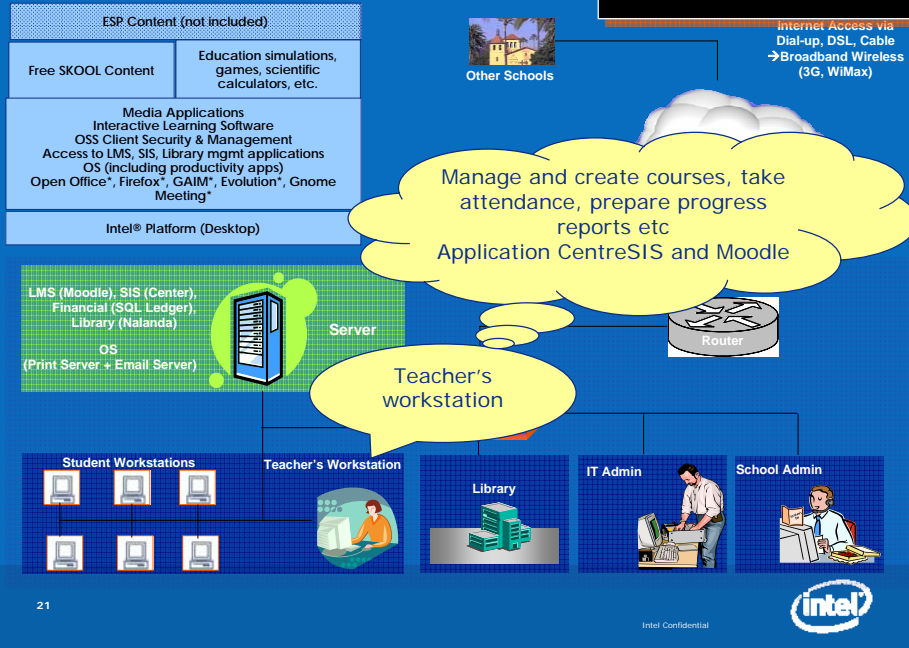 ESP Content (not included)
Free SKOOL Content
Education simulations,
games, scientific
calculators, etc.
Media Applications
Interactive Learning Software
OSS Client Security & Management
Access to LMS, SIS, Library mgmt applications
OS (including productivity apps)
Open Office*, Firefox*, GAIM*, Evolution*, Gnome
Meeting*
Intel® Platform (Desktop)
Other Schools
Internet Access via
Dial-up, DSL, Cable
→Broadband Wireless
(3G, WiMax)
Manage and create courses, take
attendance, prepare progress
reports etc
Application CentreSIS and Moodle
LMS (Moodle), SIS (Center),
Financial (SQL Ledger),
Library (Nalanda)
OS
(Print Server + Email Server)
Server
Router
Teacher's
workstation
Student Workstations
Teacher's Workstation
Library
IT Admin
School Admin
21
Intel Confidential
intel